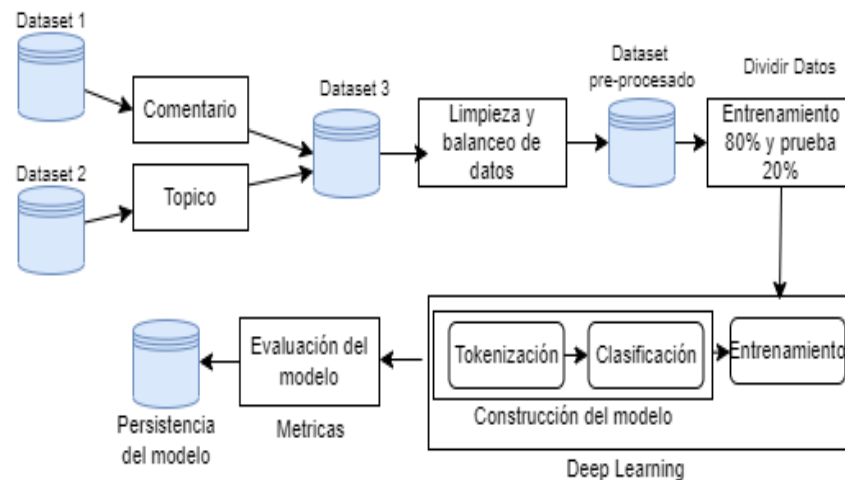 Dataset 1
Comentario
Dataset 2
Topico
Dataset 3
Limpieza y
balanceo de
datos
Dataset
pre-procesado
Dividir Datos
Entrenamiento
80% y prueba
20%
Tokenización
Clasificación
Entrenamiento
Construcción del modelo
Deep Learning
Evaluación del
modelo
Metricas
Persistencia
del modelo